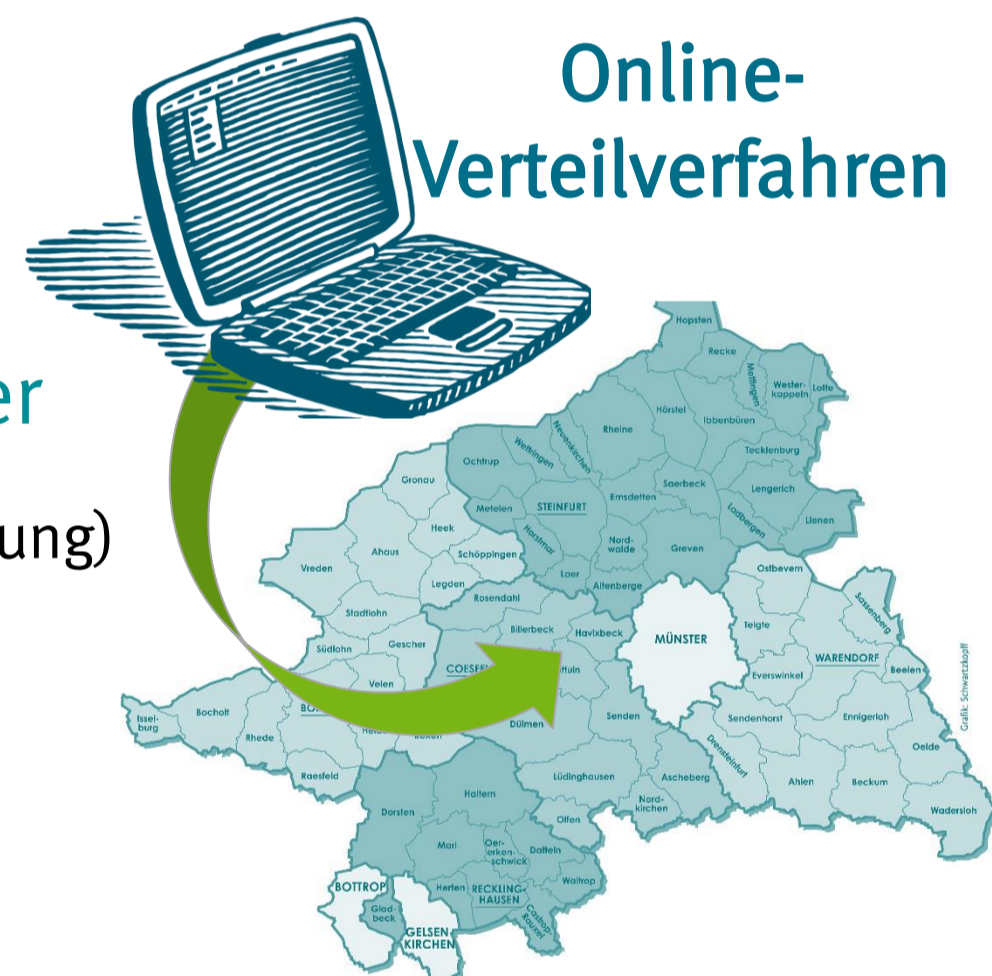 Online-
Verteilverfahren
er
ung)
Hopsten
Recke
Mettingen
Wester-
kappeln
Lotte
Hörstel
Ibbenbüren
Rheine
Neuenkirchen
Wettringen
Ochtrup
Tecklenburg
Gronau
Saerbeck
Lengerich
Emsdetten
Metelen
STEINFURT
Ladbergen
Lienen
Heek
Horstmar
Nord-
walde
Greven
Ahaus
Schöppingen
Vreden
Laer
Altenberge
Ostbevern
Legden
Rosendahl
Sassenberg
Stadtlohn
Billerbeck
Havixbeck
Telgte
MÜNSTER
Südlohn
Gescher
WARENDORF
Beelen
COESFE
ttuln
Everswinkel
Velen
Issel-
burg
Bocholt
BO
Senden
Sendenhorst
Ennigerloh
Dülmen
Rhede
Drensteinfurt
Oelde
Raesfeld
Lüdinghausen
Ascheberg
Ahlen
Beckum
Haltern
Nord-
kirchen
Wadersloh
Dorsten
Olfen
Marl
Oer-
erken-
schwick
Datteln
Waltrop
BOTTROP
Herten
RECKLING-
HAUSEN
Glad-
beck
Castrop-
Rauxel
GELSEN-
KIRCHEN
Grafik: Schwartzkopff